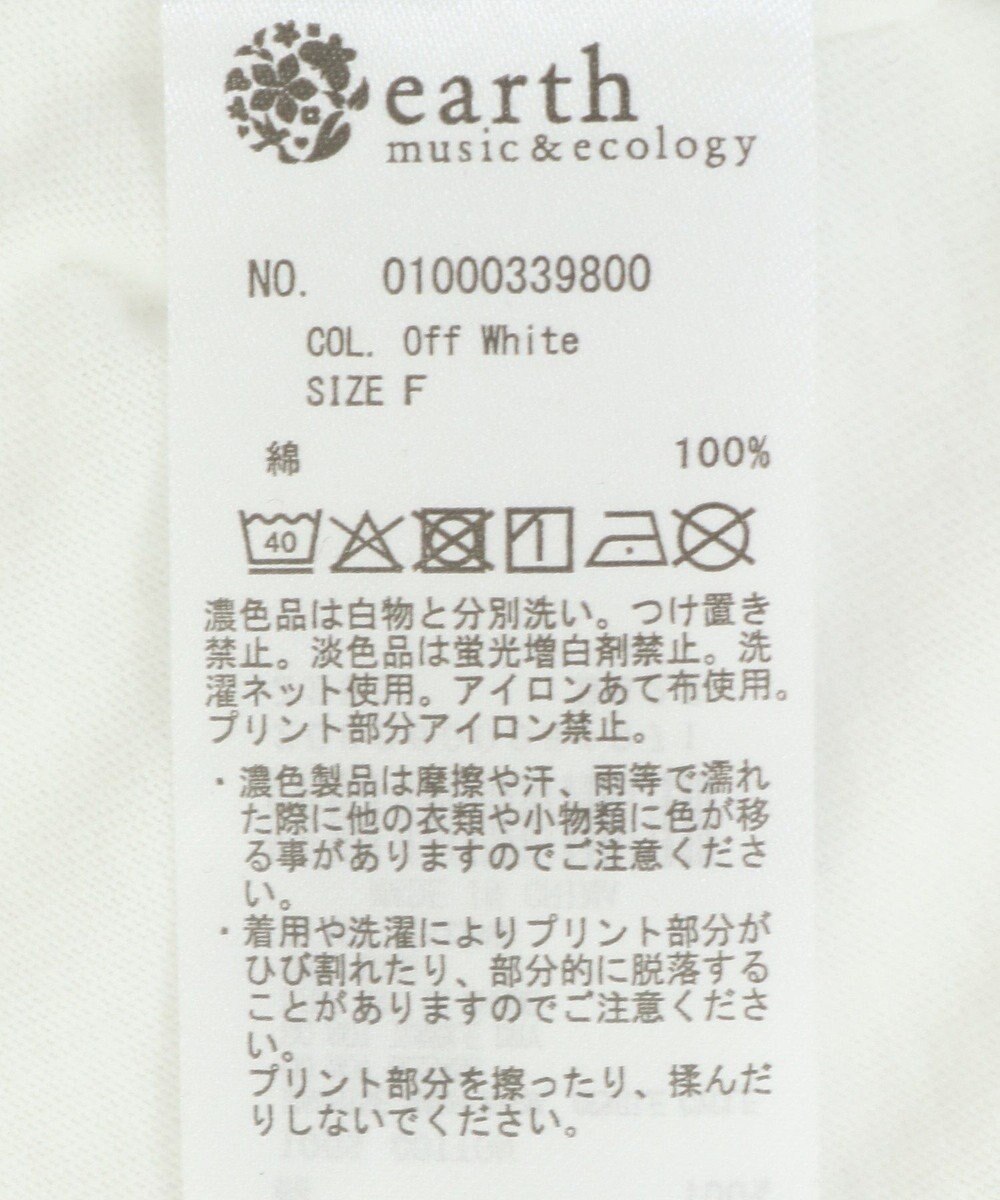 earth
music&ecology
NO. 01000339800
COL. Off White
SIZE F
綿 100%
40
濃色品は白物と分別洗い。つけ置き
禁止。淡色品は蛍光増白剤禁止。洗
濯ネット使用。アイロンあて布使用。
プリント部分アイロン禁止。
・濃色製品は摩擦や汗、雨等で濡れ
た際に他の衣類や小物類に色が移
る事がありますのでご注意くださ
い。
・着用や洗濯によりプリント部分が
ひび割れたり、部分的に脱落する
ことがありますのでご注意くださ
い。
プリント部分を擦ったり、揉んだ
りしないでください。